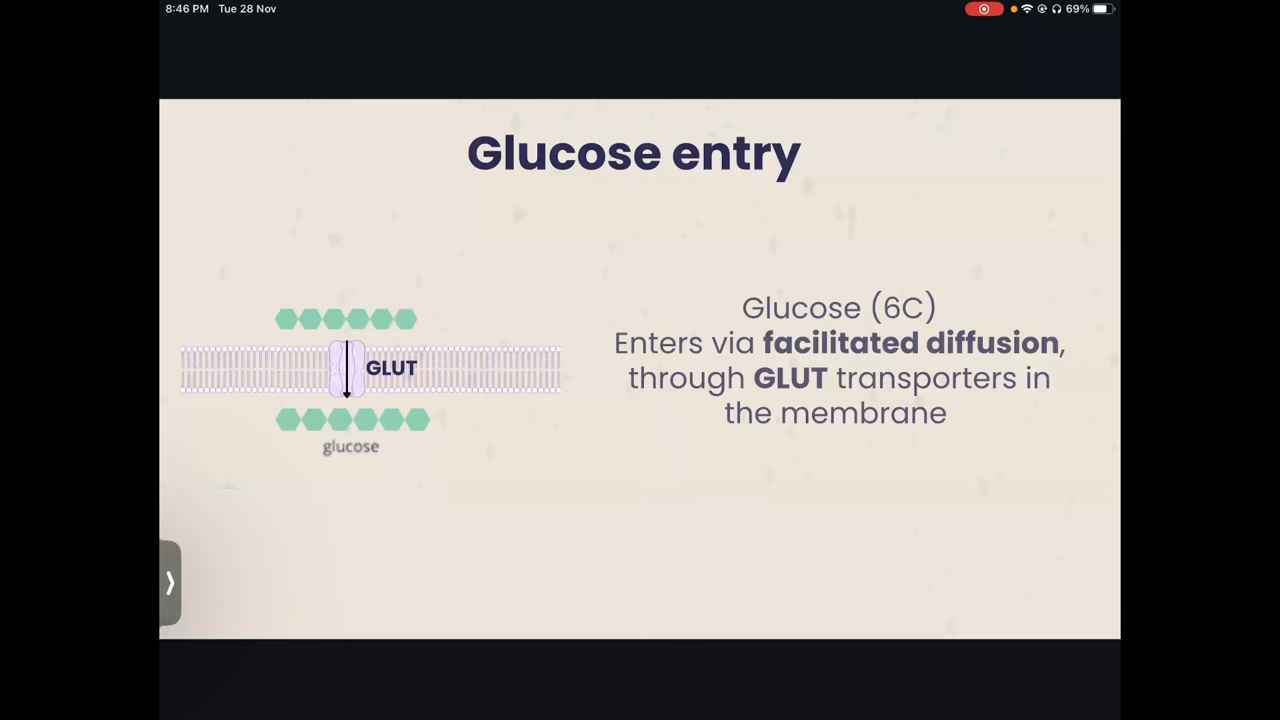 8:46 PM Tue 28 Nov
69%
Glucose entry
GLUT
glucose
Glucose (6C)
Enters via facilitated diffusion,
through GLUT transporters in
the membrane